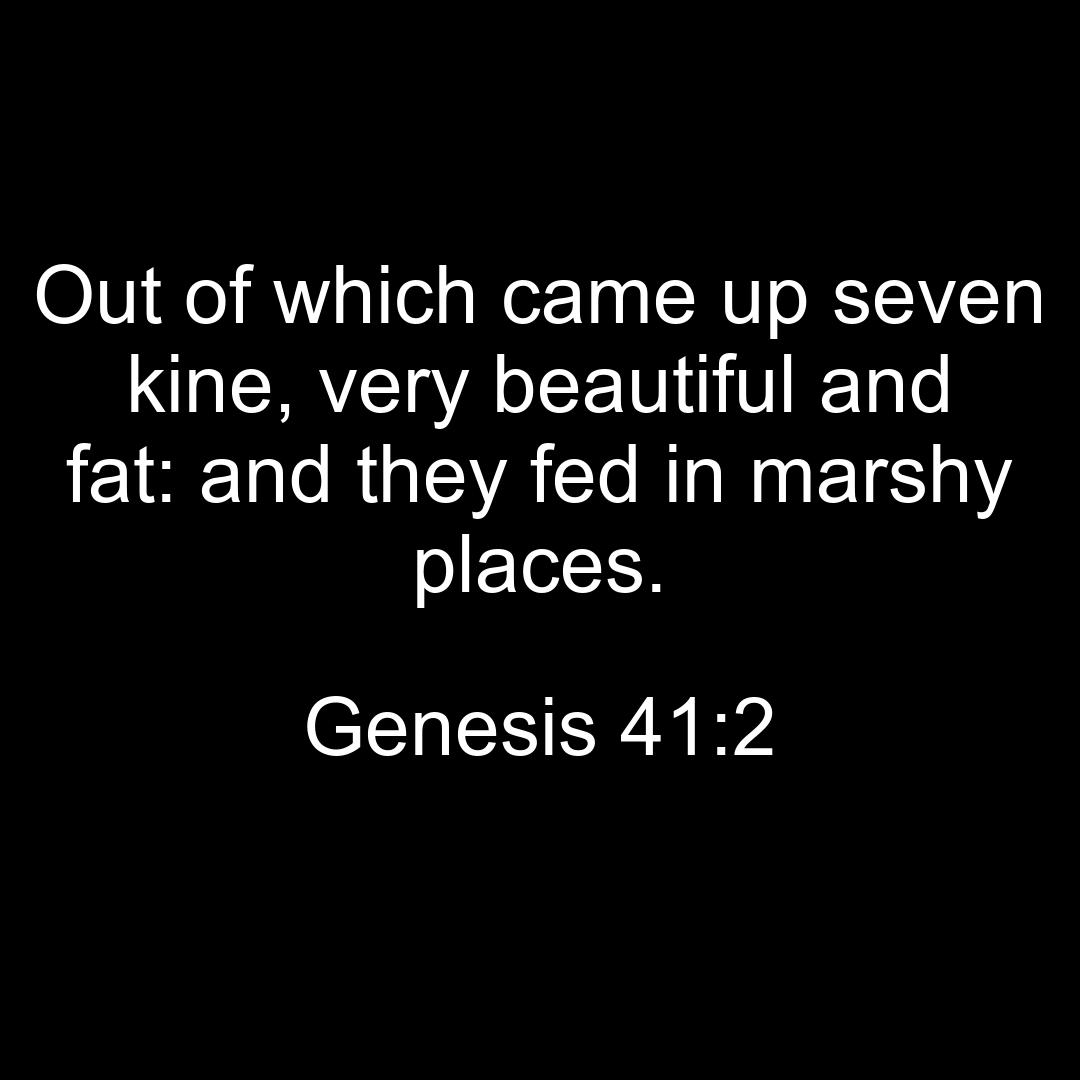 Out of which came up seven
kine, very beautiful and
fat: and they fed in marshy
places.
Genesis 41:2